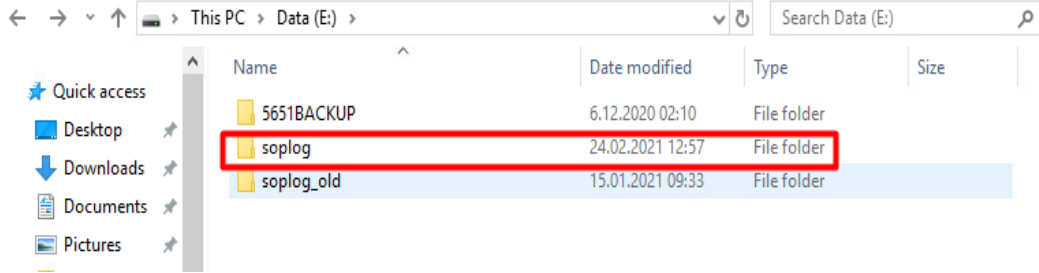 This PC > Data (E:) >
Search Data (E:)
Name Date modified Type Size
Quick access
Desktop
Downloads
Documents
Pictures
5651BACKUP 6.12.2020 02:10 File folder
soplog 24.02.2021 12:57 File folder
soplog_old 15.01.2021 09:33 File folder